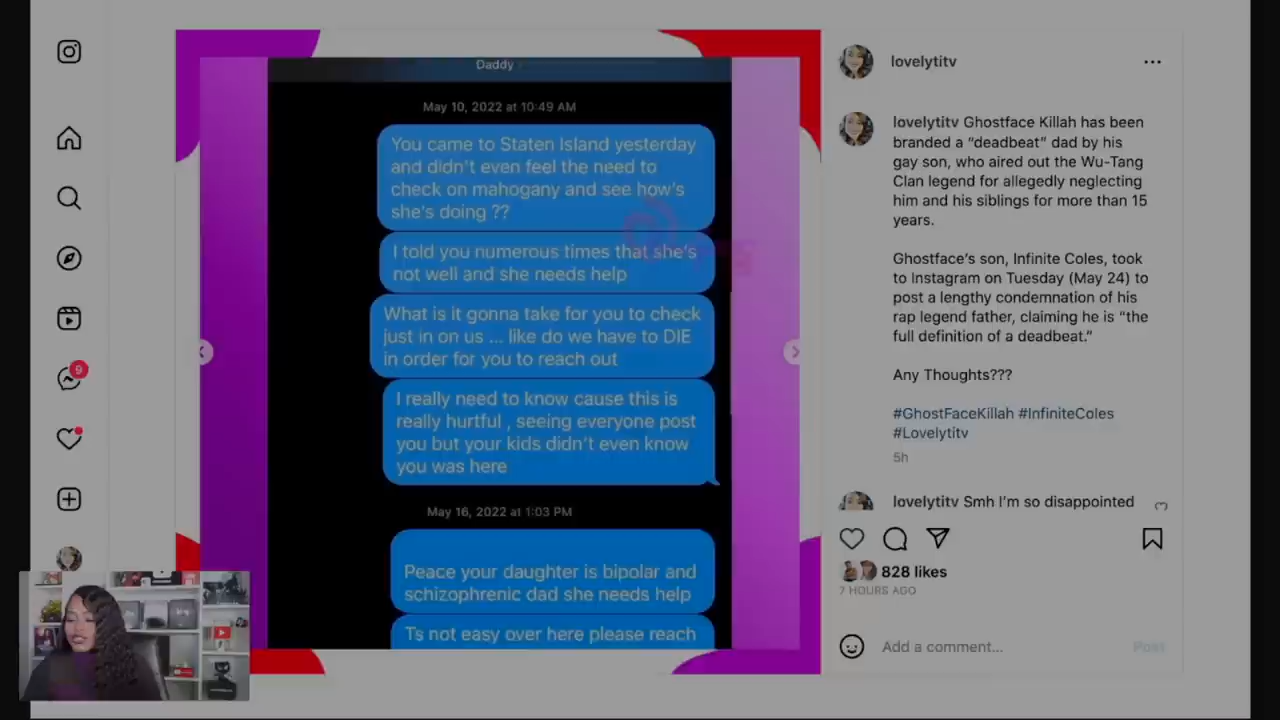 Daddy
May 10, 2022 at 10:49 AM
You came to Staten Island yesterday
and didn't even feel the need to
check on mahogany and see how's
she's doing ??
I told you numerous times that she's
not well and she needs help
What is it gonna take for you to check
just in on us ... like do we have to DIE
in order for you to reach out
I really need to know cause this is
really hurtful , seeing everyone post
you but your kids didn't even know
you was here
May 16, 2022 at 1:03 PM
Peace your daughter is bipolar and
schizophrenic dad she needs help
Ts not easy over here please reach
9
lovelytitv
lovelytitv Ghostface Killah has been
branded a “deadbeat” dad by his
gay son, who aired out the Wu-Tang
Clan legend for allegedly neglecting
him and his siblings for more than 15
years.
Ghostface's son, Infinite Coles, took
to Instagram on Tuesday (May 24) to
post a lengthy condemnation of his
rap legend father, claiming he is “the
full definition of a deadbeat.”
Any Thoughts???
#GhostFaceKillah #InfiniteColes
#Lovelytitv
5h
lovelytitv Smh I'm so disappointed
828 likes
7 HOURS AGO
Add a comment...
Post